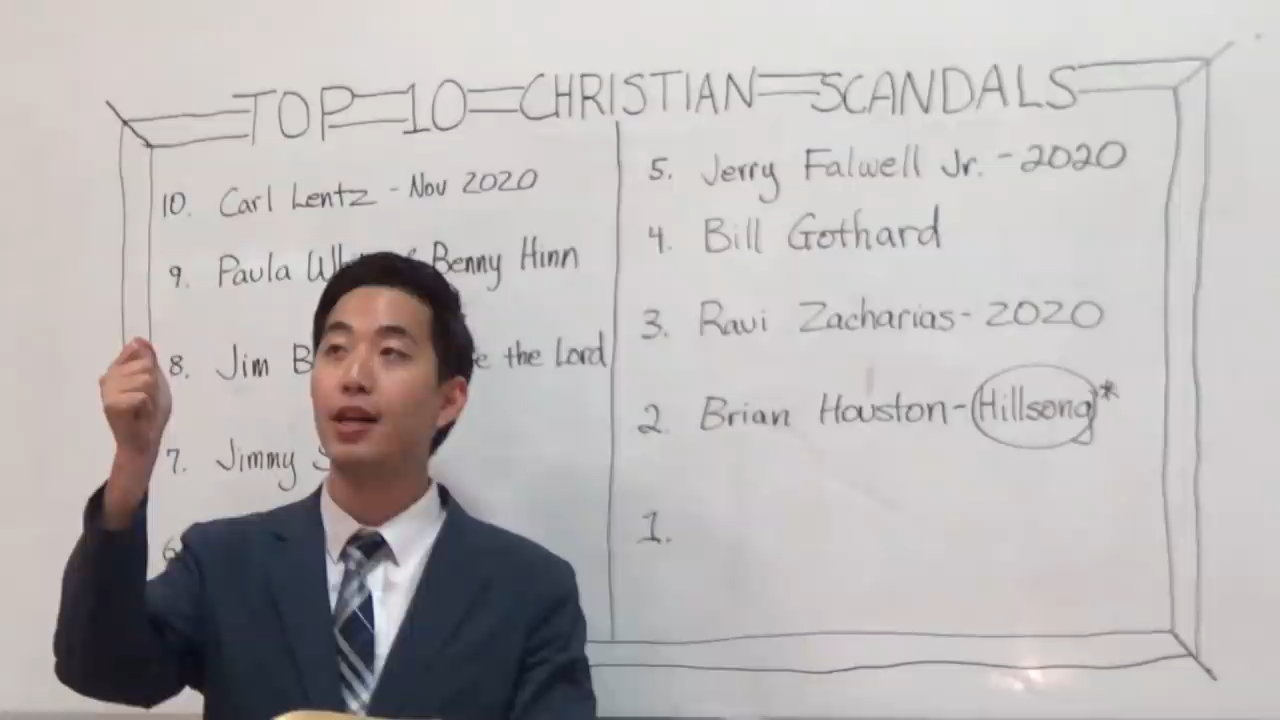 TOP 10 CHRISTIAN SCANDALS
10. Carl Lentz - Nov 2020
9. Paula & Benny Hinn
8. Jim the Lord
7. Jimmy
6
5. Jerry Falwell Jr. - 2020
4. Bill Gothard
3. Ravi Zacharias - 2020
2. Brian Houston - Hillsong *
1.